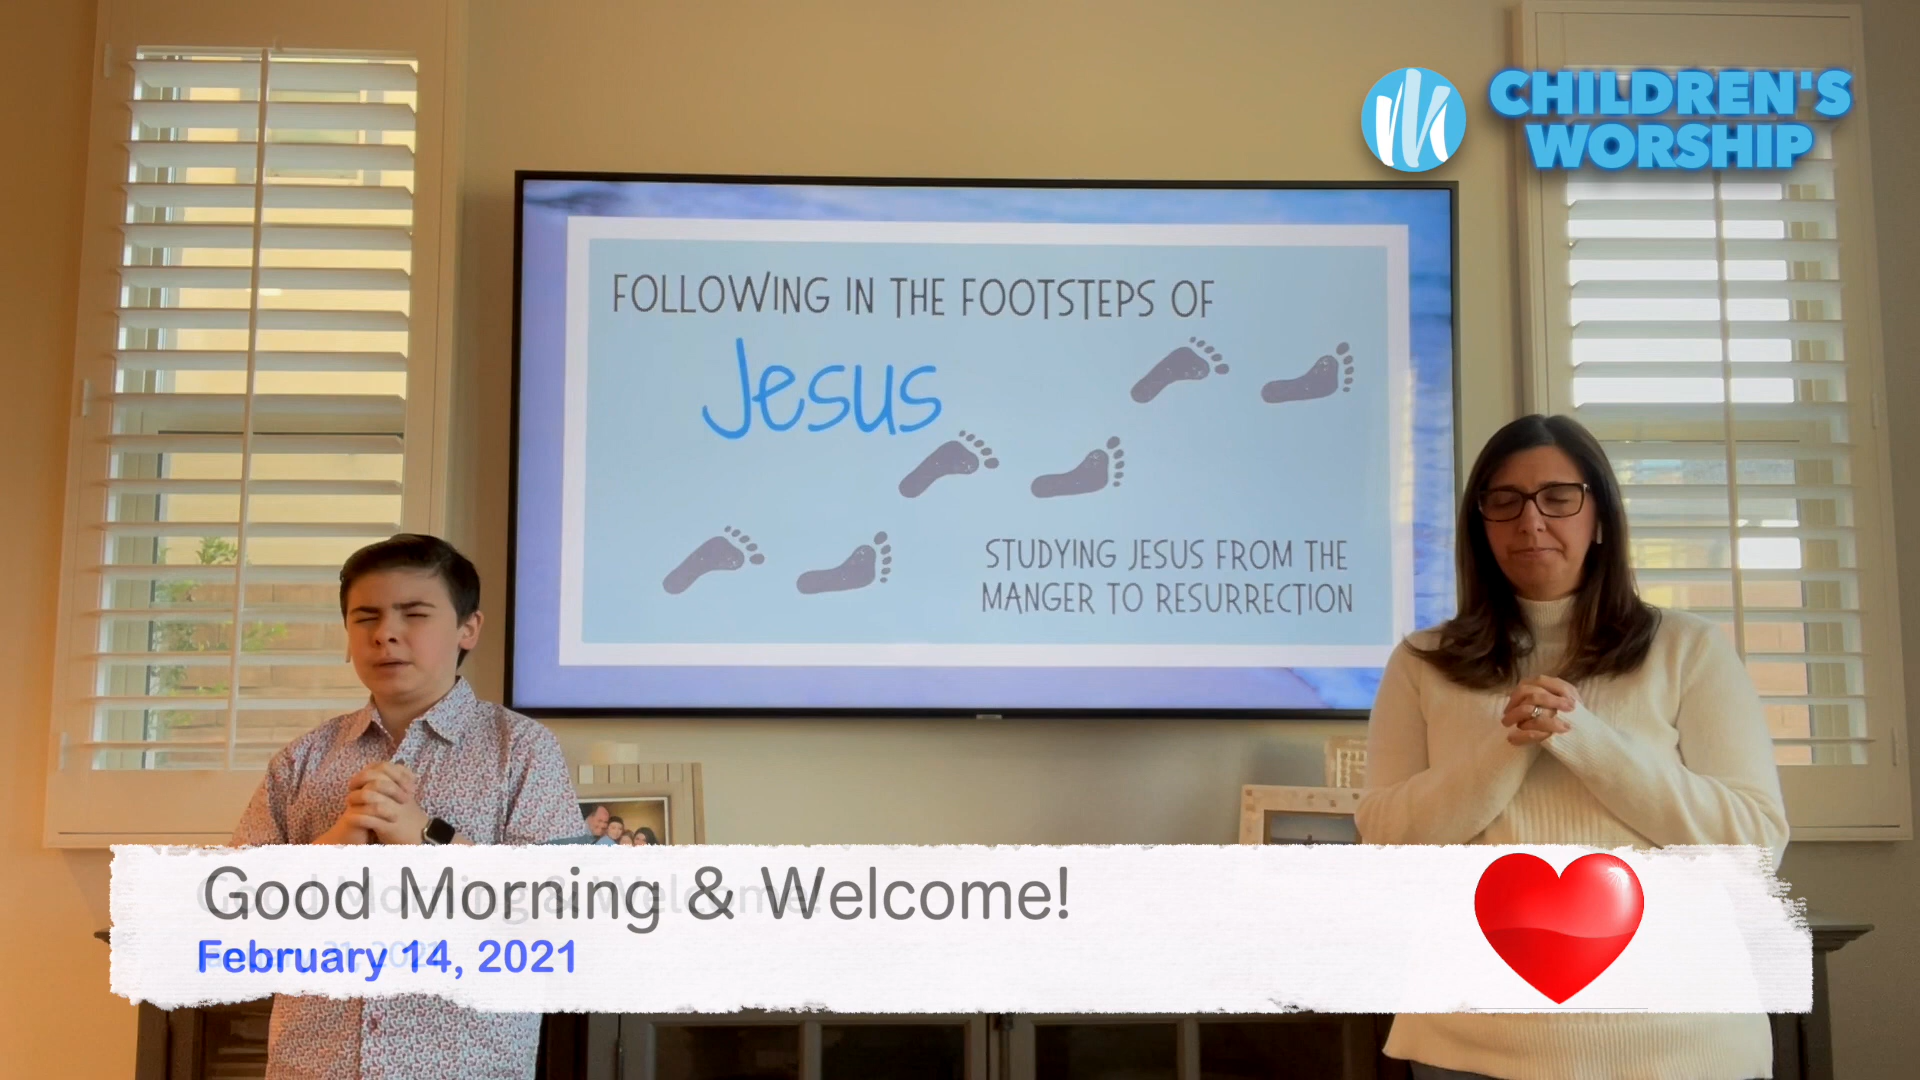 CHILDREN'S
WORSHIP
FOLLOWING IN THE FOOTSTEPS OF
Jesus
STUDYING JESUS FROM THE
MANGER TO RESURRECTION
Good Morning & Welcome!
February 14, 2021